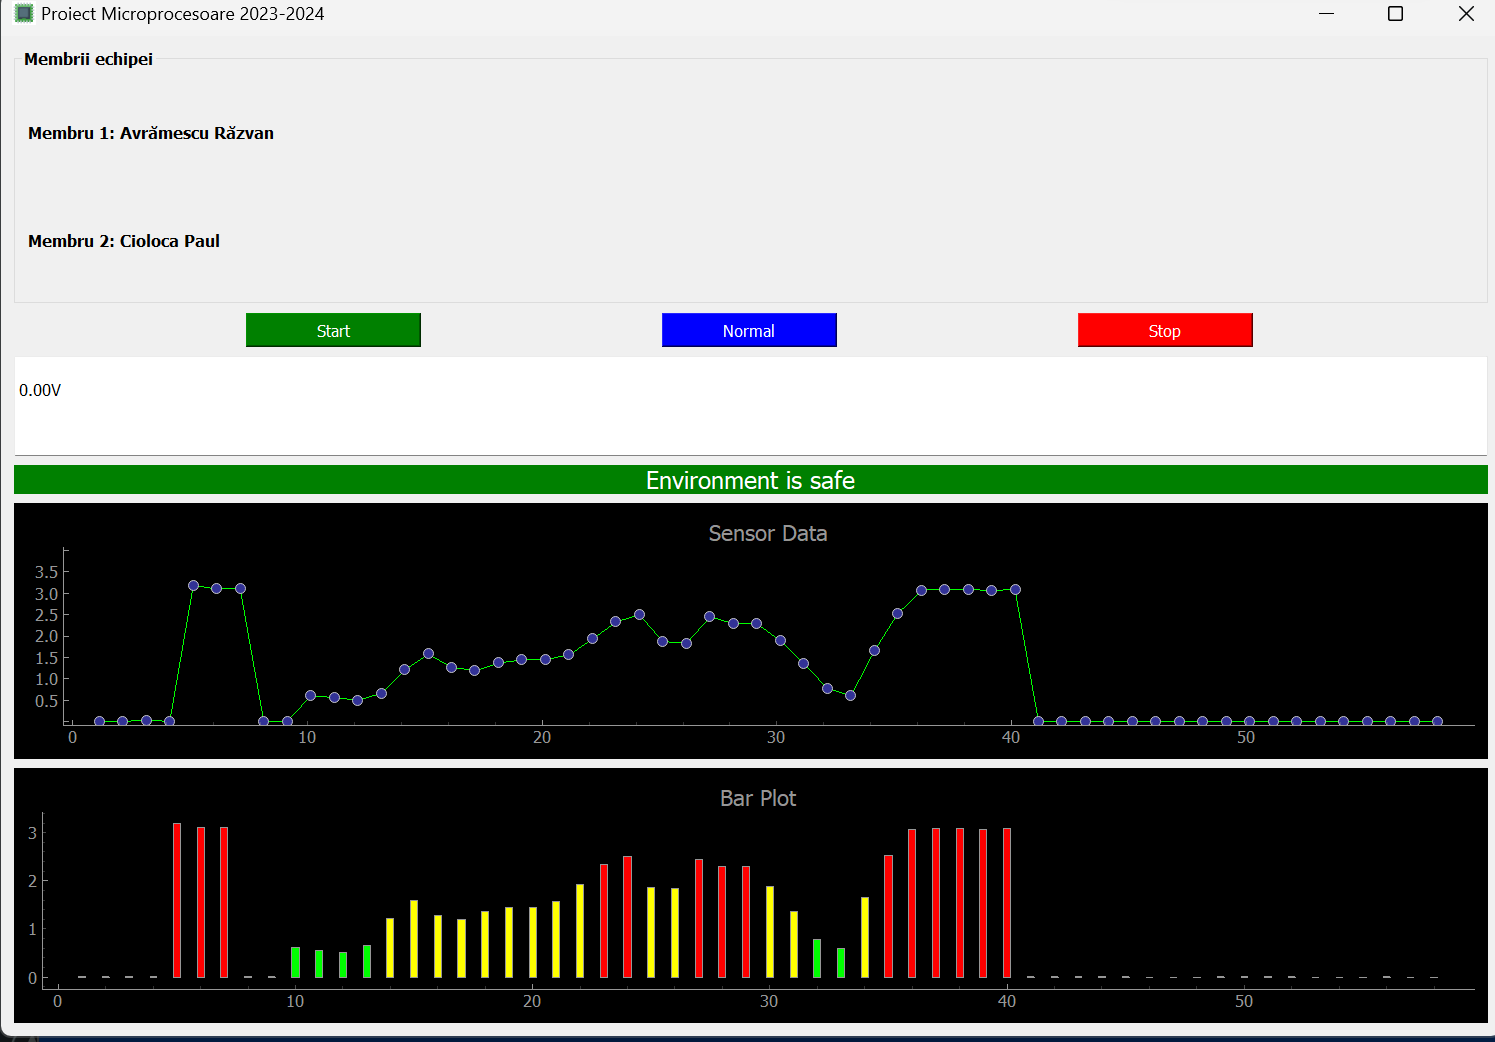 Proiect Microprocesoare 2023-2024
Membrii echipei
Membru 1: Avrămescu Răzvan
Membru 2: Cioloca Paul
Start Normal Stop
0.00V
Environment is safe
Sensor Data
3.5
3.0
2.5
2.0
1.5
1.0
0.5
0 10 20 30 40 50
Bar Plot
3
2
1
0
0 10 20 30 40 50